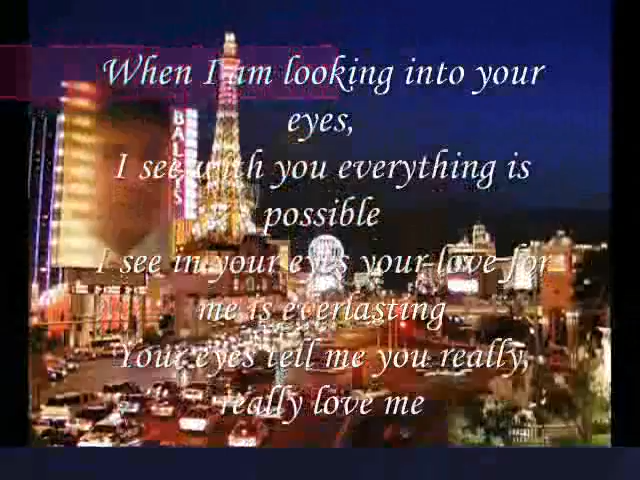 When I am looking into your
eyes,
I see with you everything is
possible
I see in your eyes your love for
me is everlasting
Your eyes tell me you really,
really love me
BALLYS